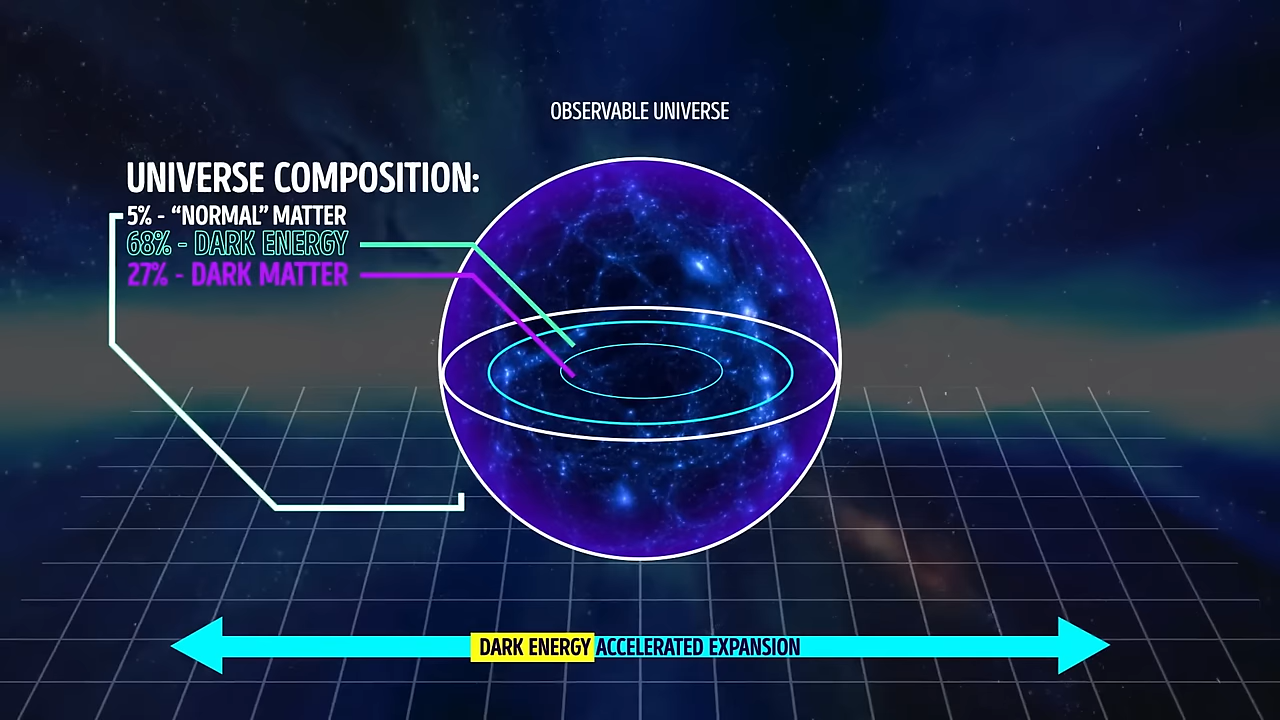 OBSERVABLE UNIVERSE
UNIVERSE COMPOSITION:
5% - “NORMAL” MATTER
68% - DARK ENERGY
27% - DARK MATTER
DARK ENERGY ACCELERATED EXPANSION